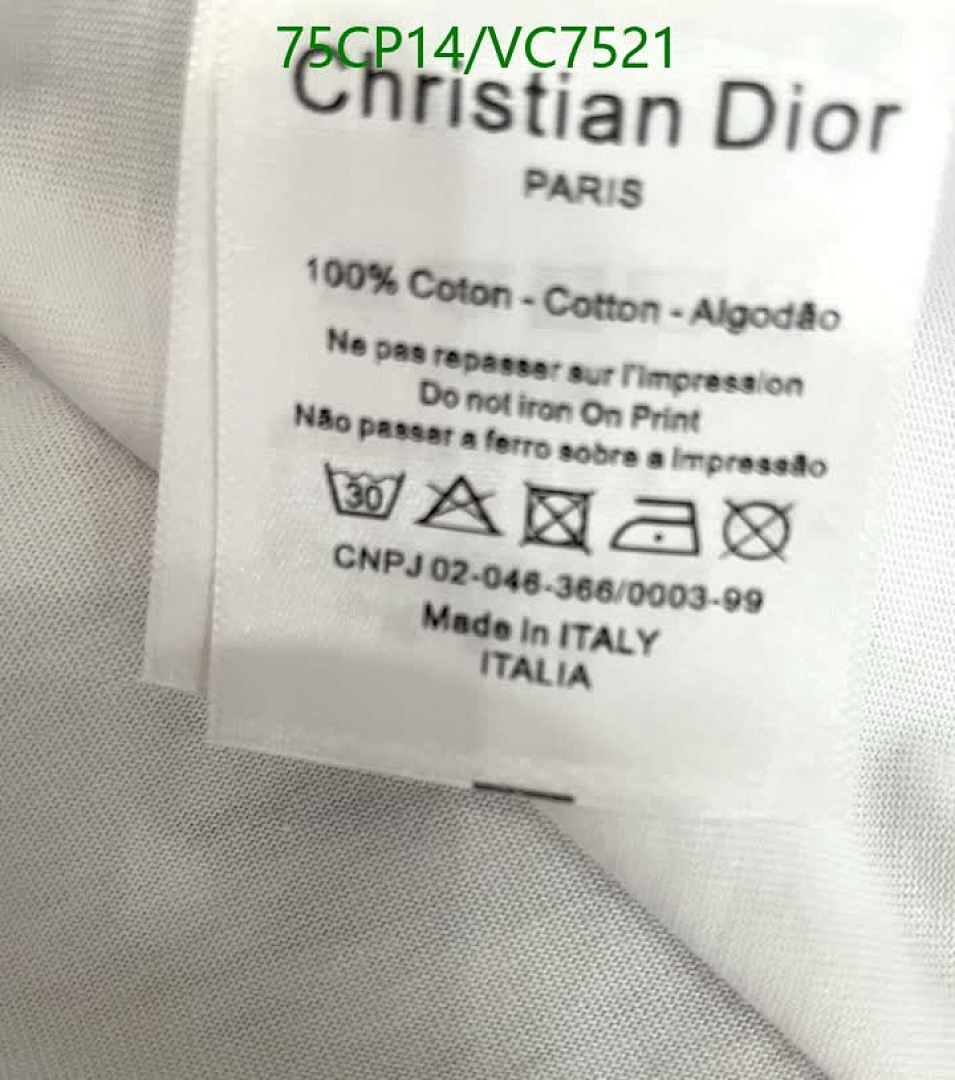 75CP14/VC7521
Christian Dior
PARIS
100% Coton - Cotton - Algodão
Ne pas repasser sur l'Impression
Do not iron On Print
Não passar a ferro sobre a Impressão
30
CNPJ 02-046-366/0003-99
Made in ITALY
ITALIA